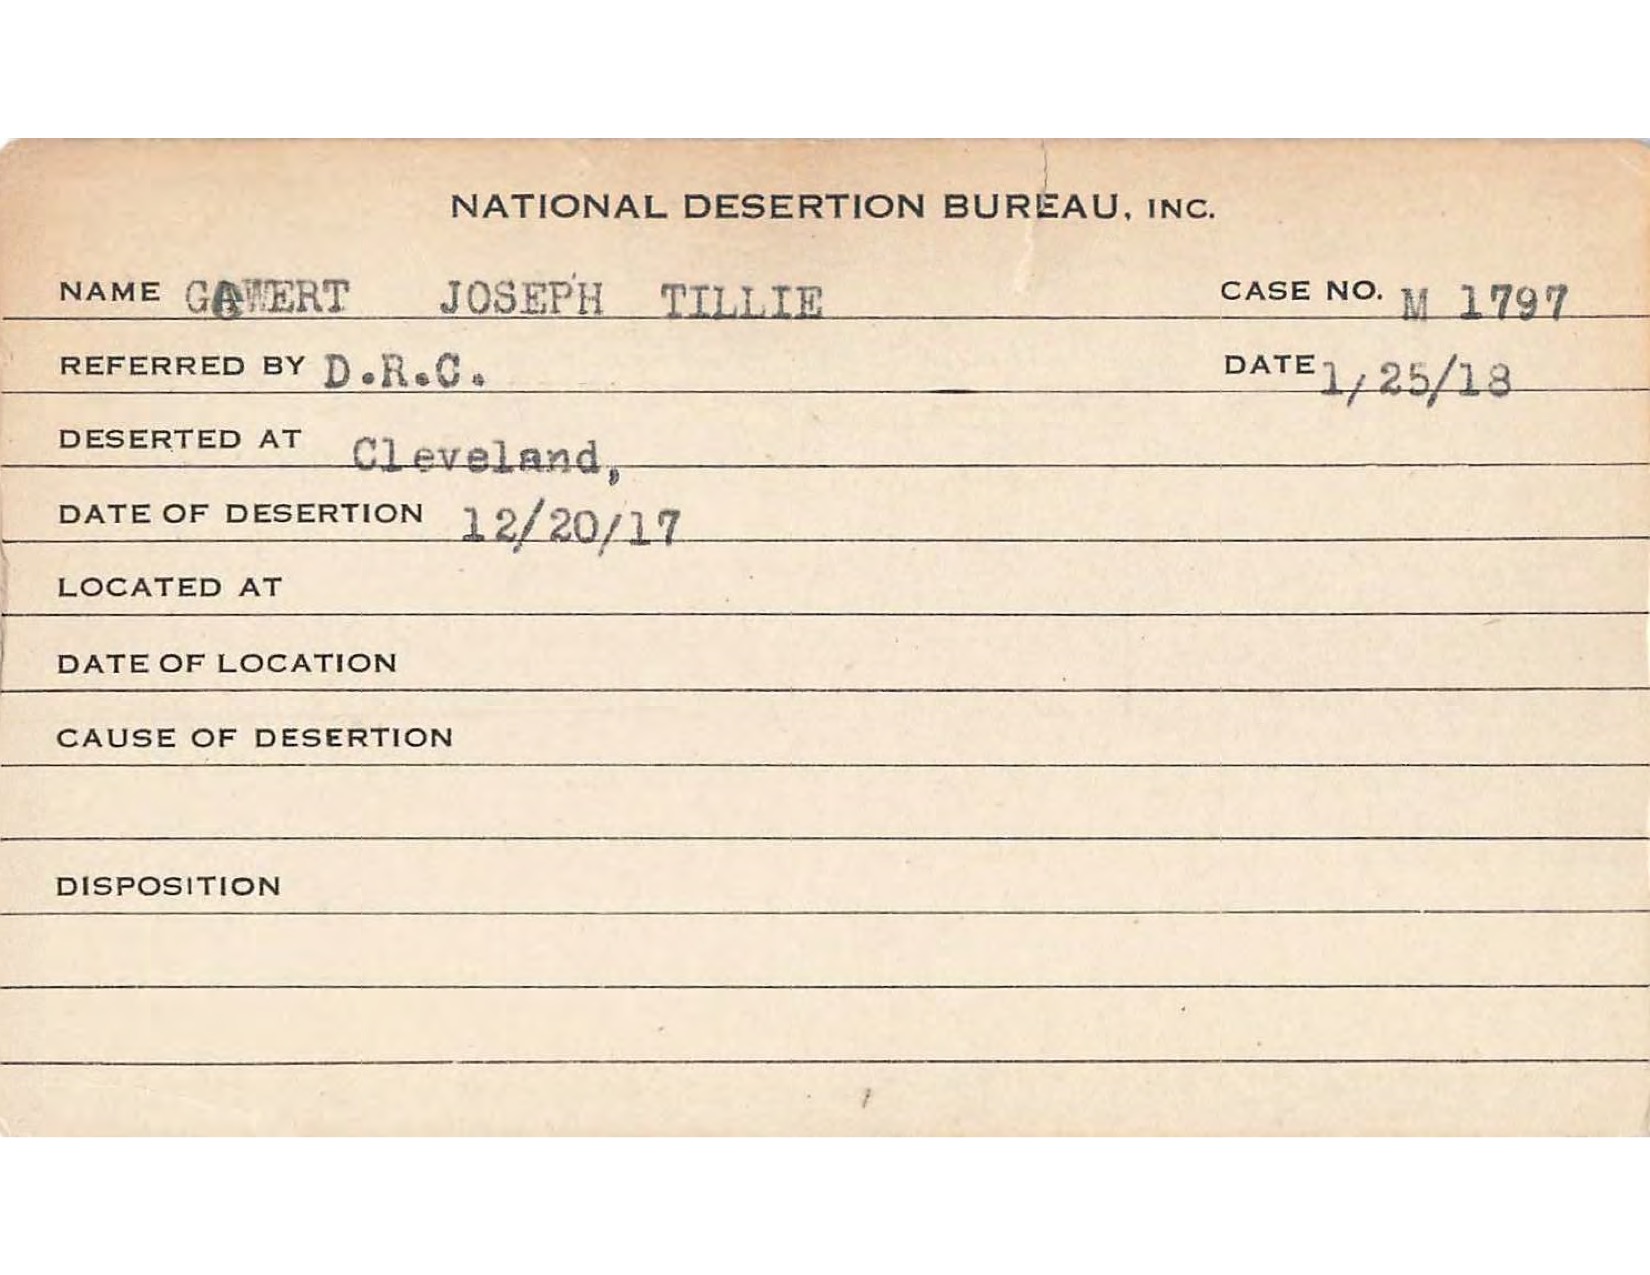 NATIONAL DESERTION BUREAU, INC.
NAME GAWERT JOSEPH TILLIE CASE NO. M 1797
REFERRED BY D.R.C. DATE 1/25/18
DESERTED AT Cleveland,
DATE OF DESERTION 12/20/17
LOCATED AT
DATE OF LOCATION
CAUSE OF DESERTION
DISPOSITION